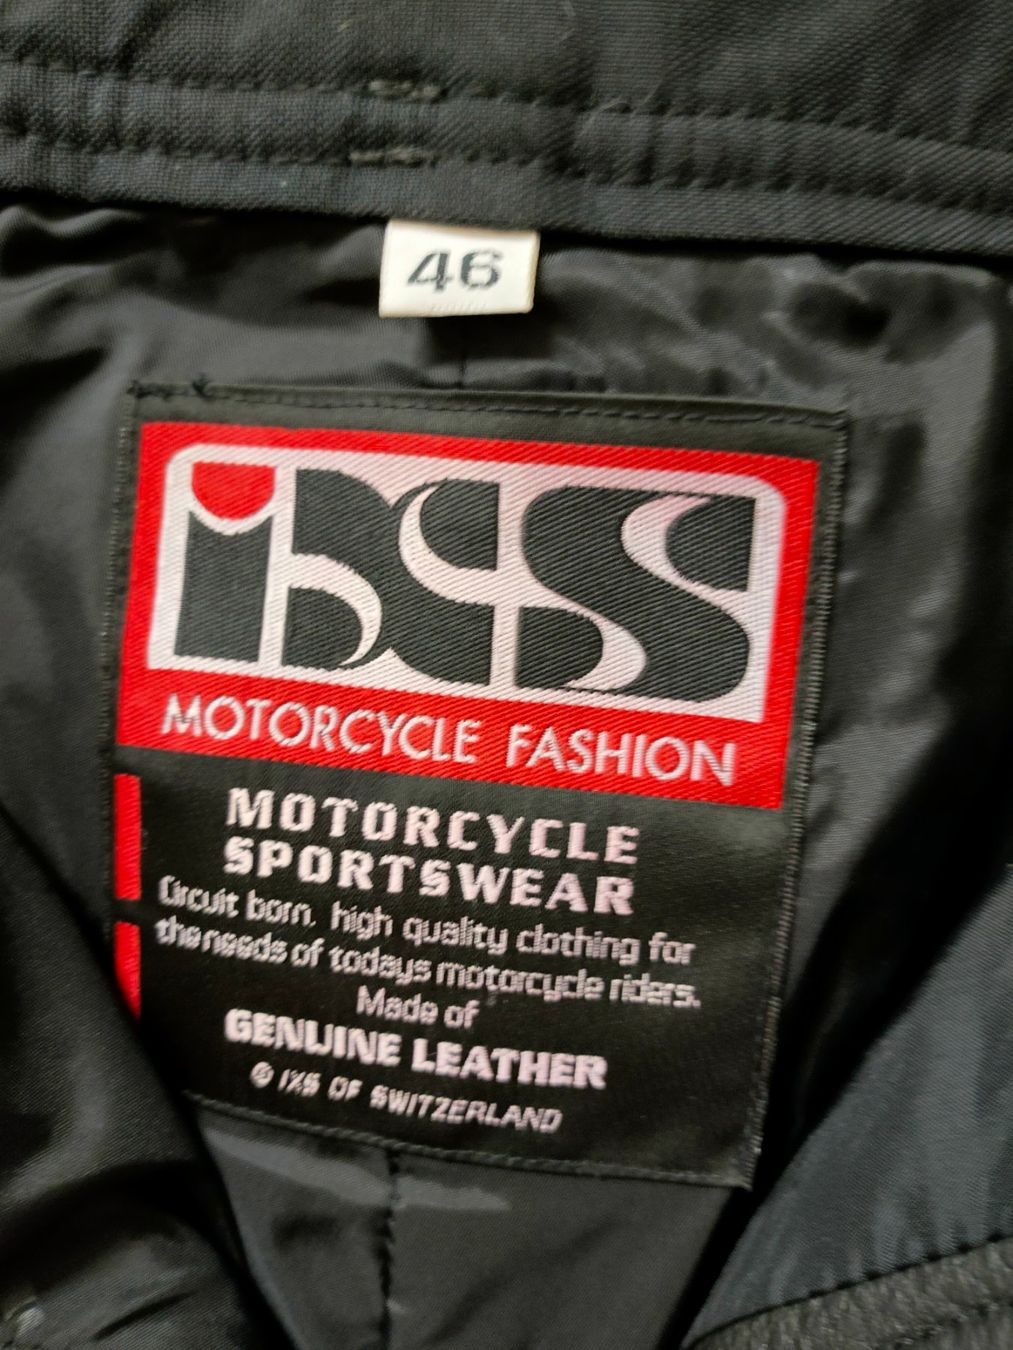 46
iXS
MOTORCYCLE FASHION
MOTORCYCLE
SPORTSWEAR
Circuit born, high quality clothing for
the needs of todays motorcycle riders.
Made of
GENUINE LEATHER
© IXS OF SWITZERLAND